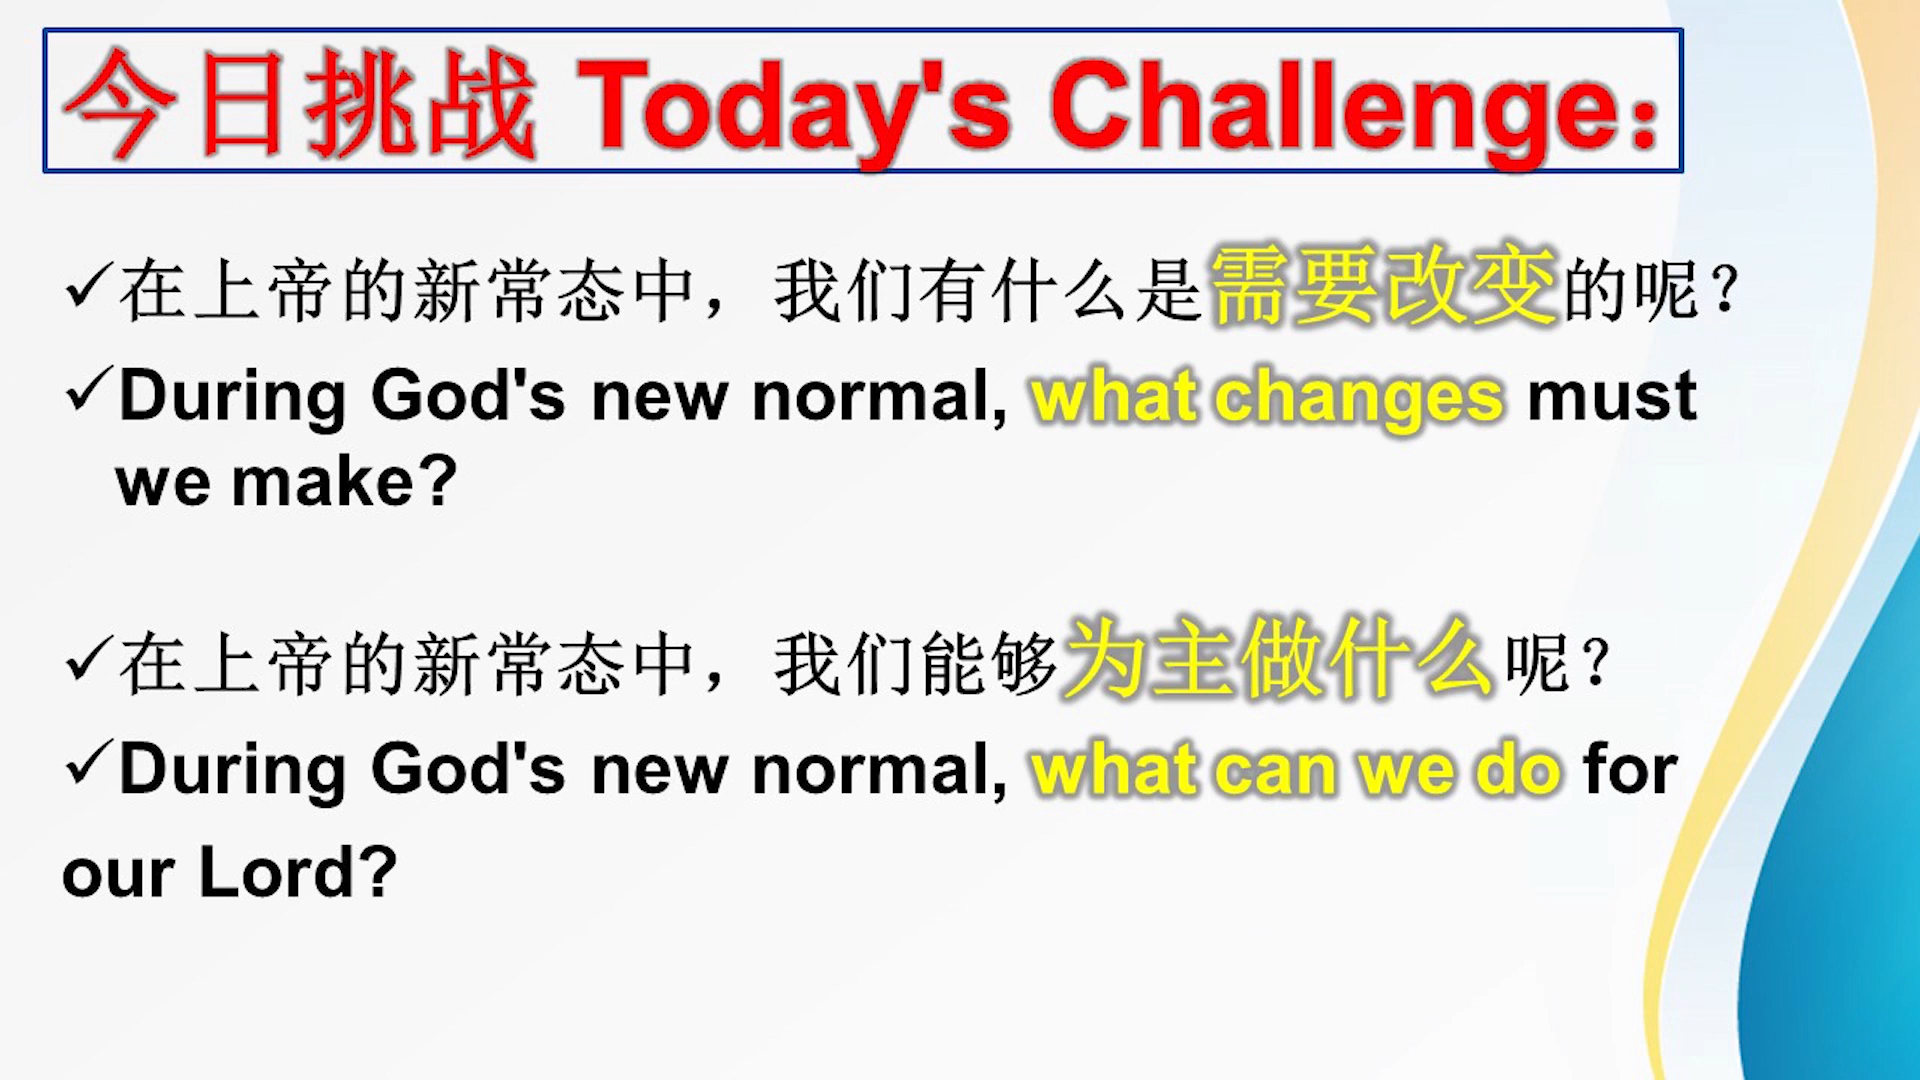 今日挑战 Today's Challenge：
✓在上帝的新常态中，我们有什么是需要改变的呢？
✓During God's new normal, what changes must
we make?
✓在上帝的新常态中，我们能够为主做什么呢？
✓During God's new normal, what can we do for
our Lord?